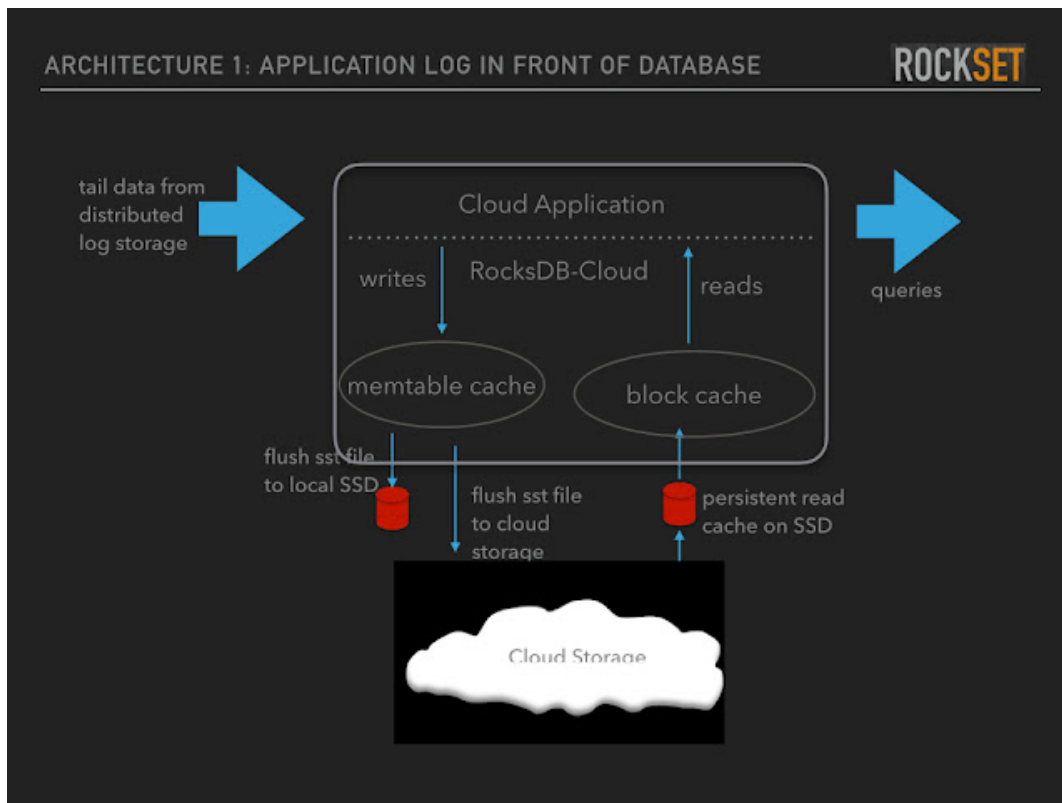 ARCHITECTURE 1: APPLICATION LOG IN FRONT OF DATABASE
ROCKSET
tail data from
distributed
log storage
Cloud Application
RocksDB-Cloud
writes
reads
queries
memtable cache
block cache
flush sst file
to local SSD
flush sst file
to cloud
storage
persistent read
cache on SSD
Cloud Storage